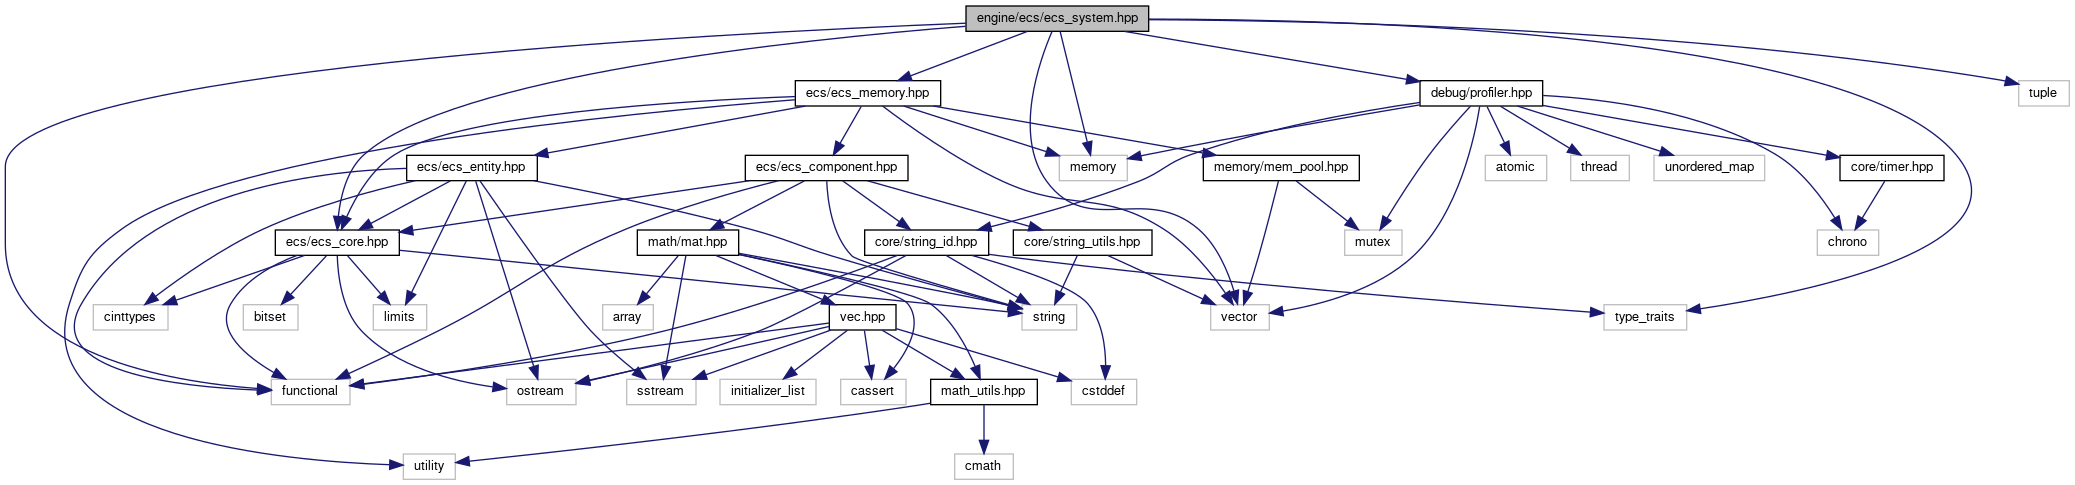 engine/ecs/ecs_system.hpp
ecs/ecs_memory.hpp
debug/profiler.hpp
tuple
ecs/ecs_entity.hpp
ecs/ecs_component.hpp
memory
memory/mem_pool.hpp
atomic
thread
unordered_map
core/timer.hpp
ecs/ecs_core.hpp
math/mat.hpp
core/string_id.hpp
core/string_utils.hpp
mutex
chrono
cinttypes
bitset
limits
array
vec.hpp
string
vector
type_traits
functional
ostream
sstream
initializer_list
cassert
math_utils.hpp
cstddef
utility
cmath